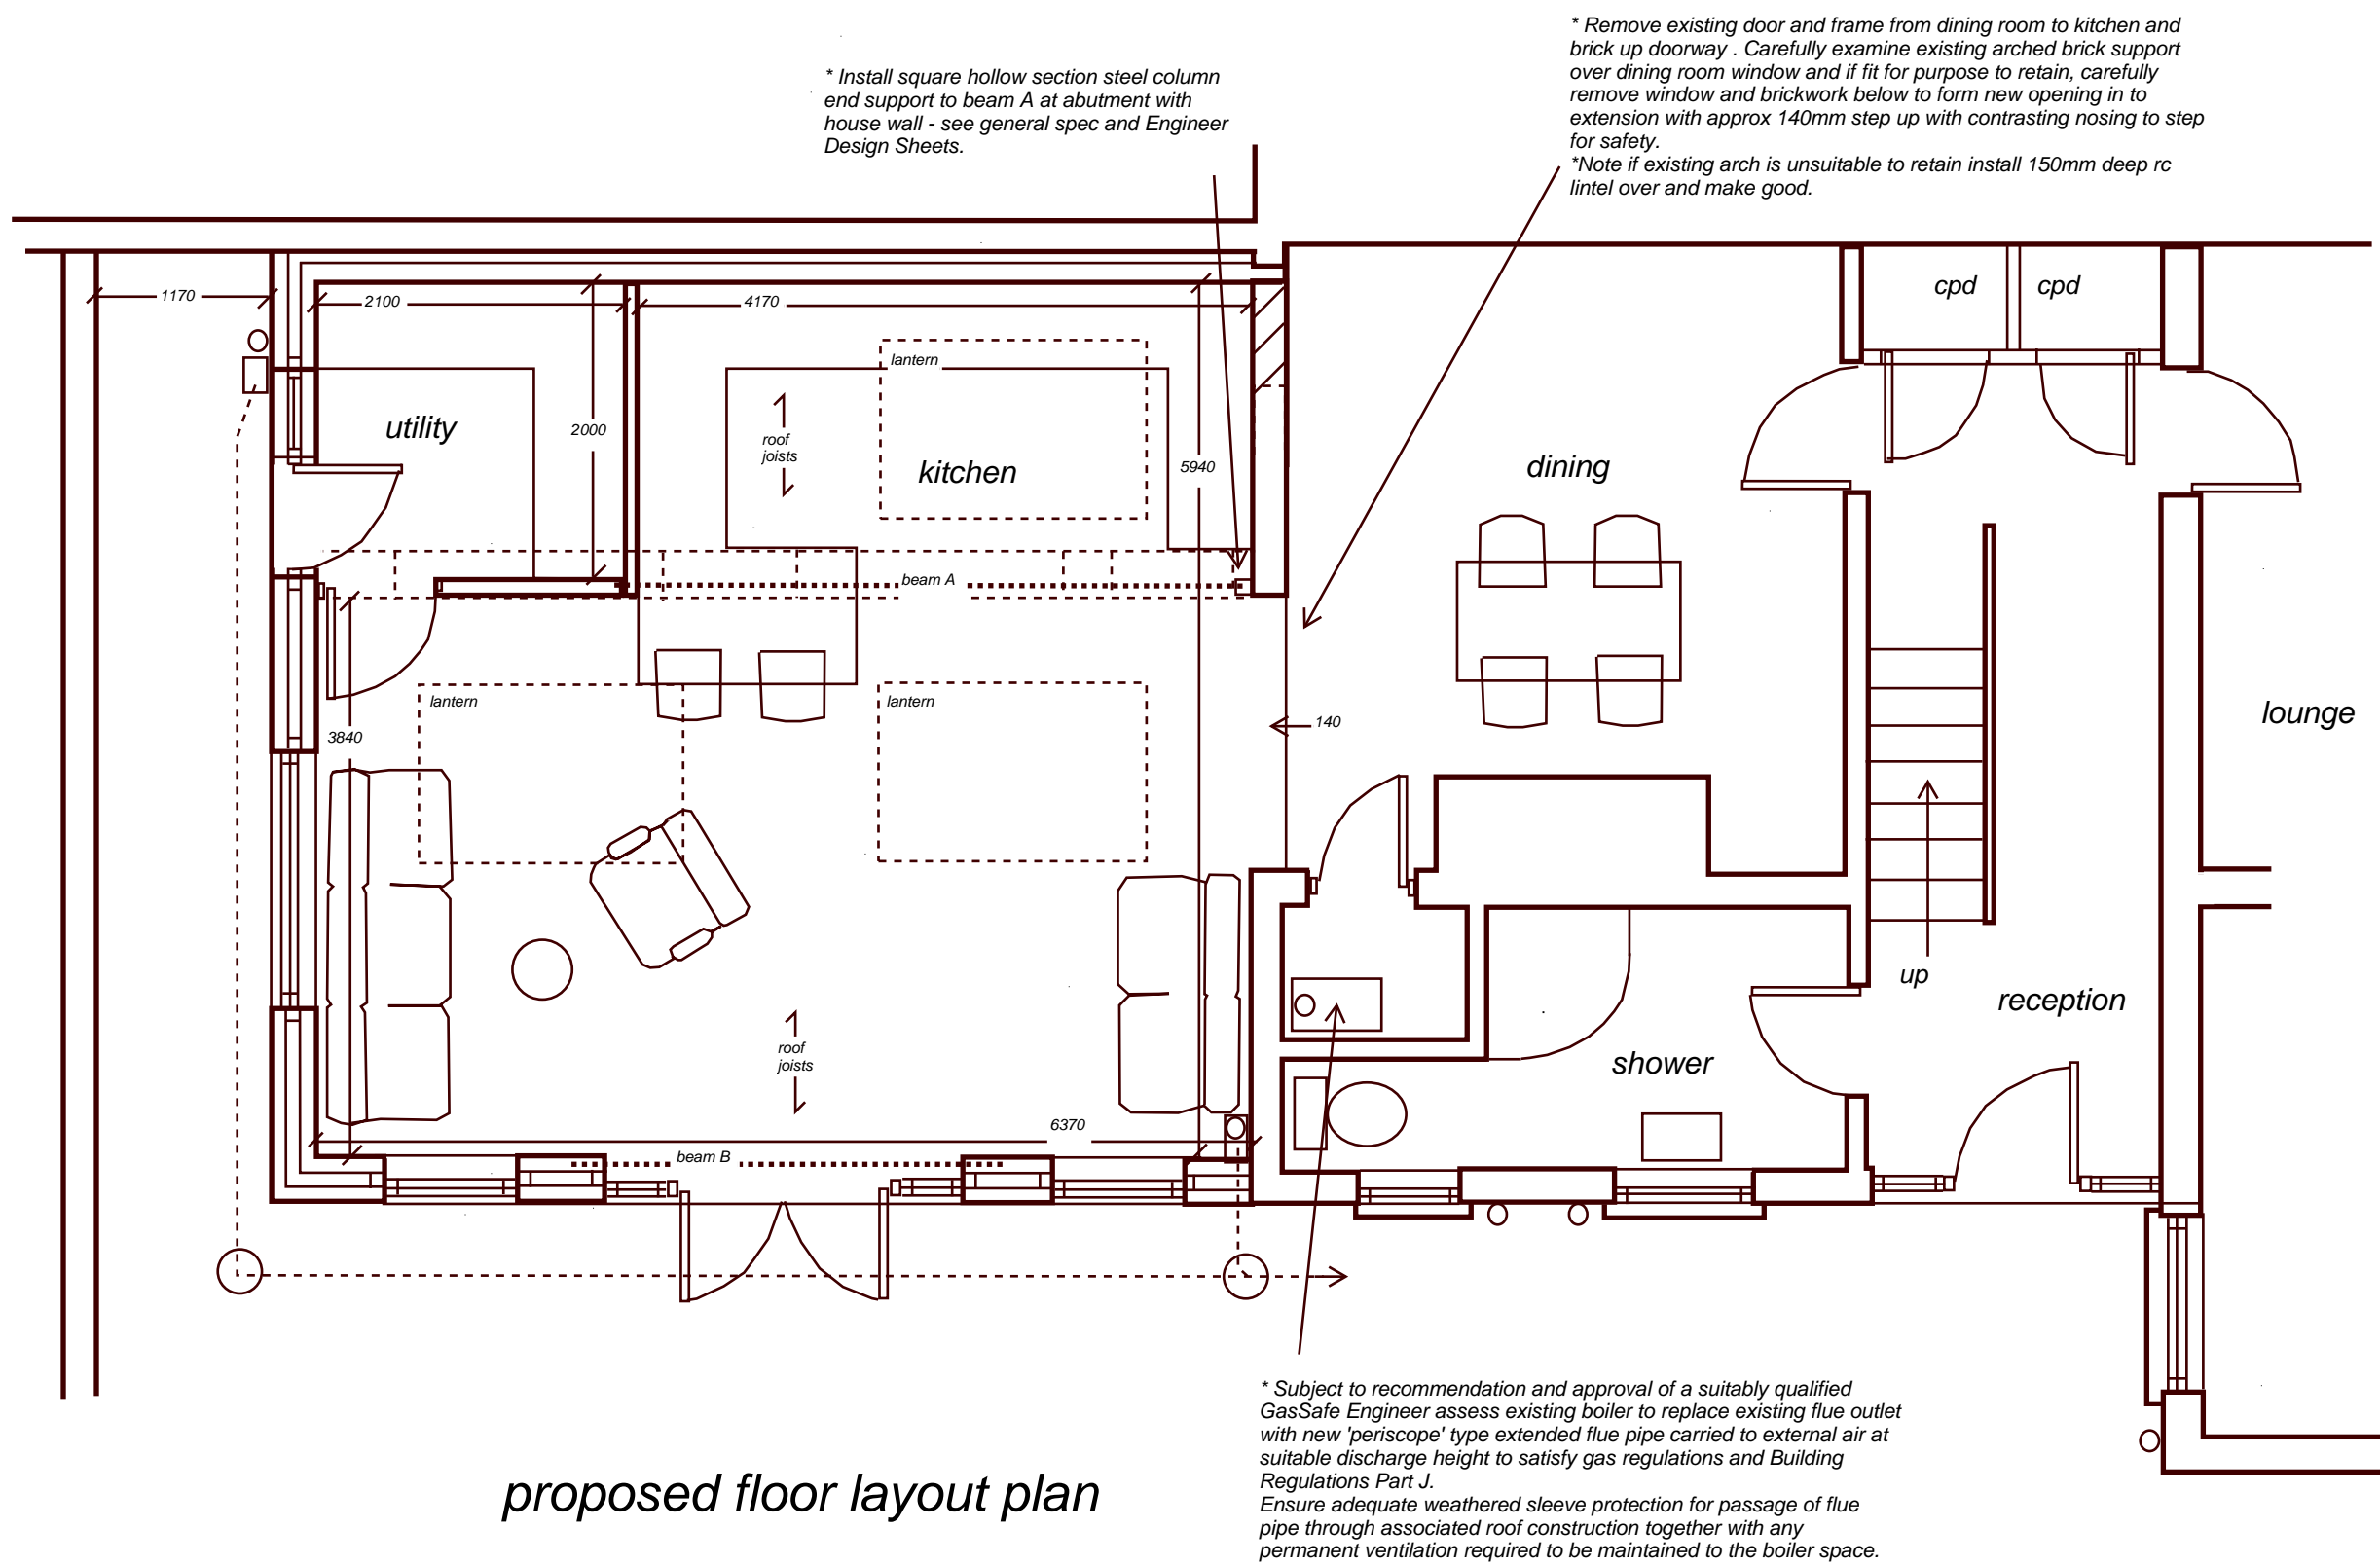 * Remove existing door and frame from dining room to kitchen and
brick up doorway . Carefully examine existing arched brick support
over dining room window and if fit for purpose to retain, carefully
remove window and brickwork below to form new opening in to
extension with approx 140mm step up with contrasting nosing to step
for safety.
*Note if existing arch is unsuitable to retain install 150mm deep rc
lintel over and make good.
* Install square hollow section steel column
end support to beam A at abutment with
house wall - see general spec and Engineer
Design Sheets.
1170
2100
4170
cpd
cpd
lantern
utility
2000
roof
joists
kitchen
5940
dining
beam A
lantern
lantern
3840
140
lounge
up
reception
roof
joists
shower
6370
beam B
* Subject to recommendation and approval of a suitably qualified
GasSafe Engineer assess existing boiler to replace existing flue outlet
with new 'periscope' type extended flue pipe carried to external air at
suitable discharge height to satisfy gas regulations and Building
Regulations Part J.
Ensure adequate weathered sleeve protection for passage of flue
pipe through associated roof construction together with any
permanent ventilation required to be maintained to the boiler space.
proposed floor layout plan